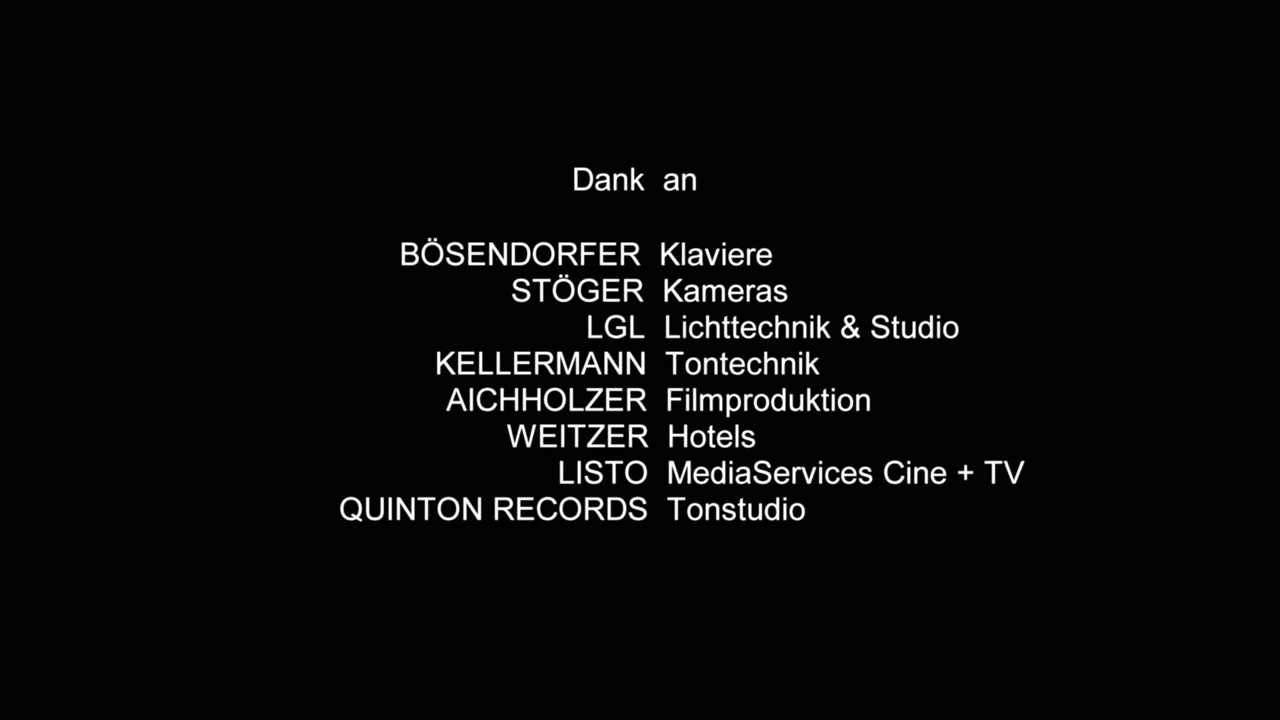 Dank an
BÖSENDORFER Klaviere
STÖGER Kameras
LGL Lichttechnik & Studio
KELLERMANN Tontechnik
AICHHOLZER Filmproduktion
WEITZER Hotels
LISTO MediaServices Cine + TV
QUINTON RECORDS Tonstudio